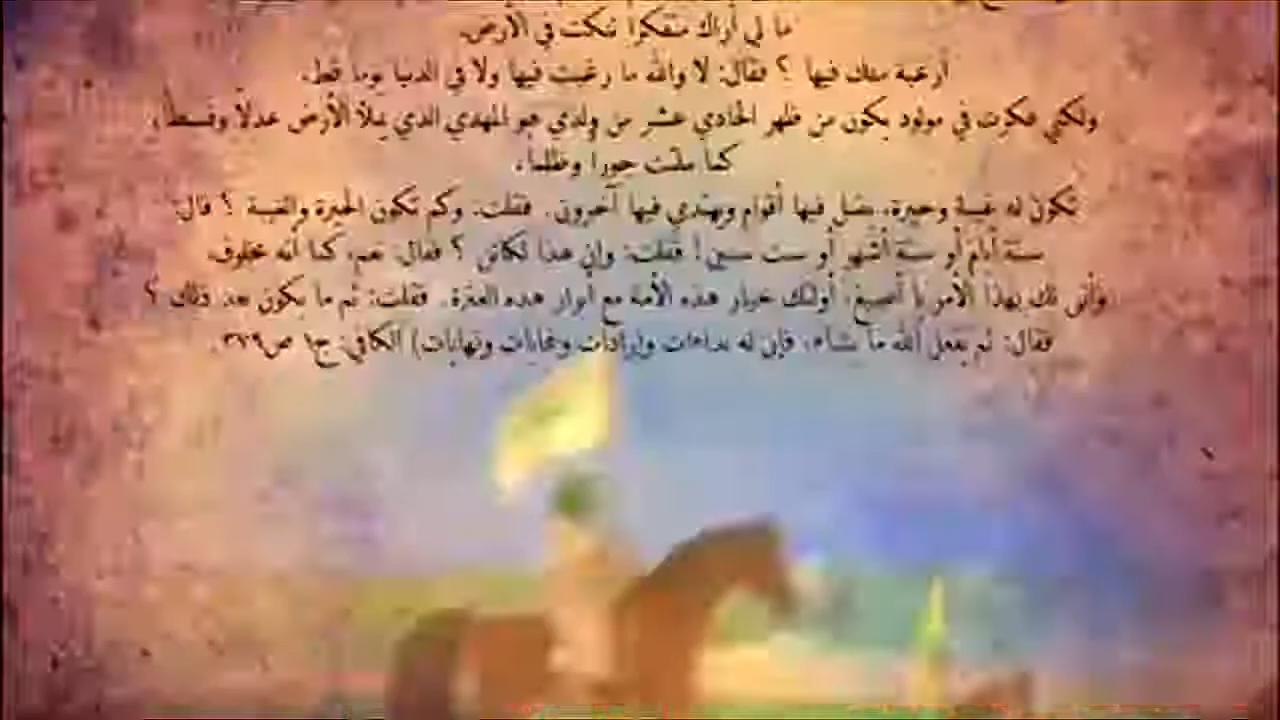 ما لي أراك متفكرا تنكت في الأرض.
أرغبة منك فيها ؟ فقال: لا والله ما رغبت فيها ولا في الدنيا يوما قط،
ولكني فكرت في مولود يكون من ظهر الحادي عشر من ولدي هو المهدي الذي يملأ الأرض عدلا وقسطاً ،
كما ملئت جورا وظلما ،
تكون له غيبة وحيرة، يضل فيها أقوام ويهتدي فيها آخرون. فقلت: وكم تكون الحيرة والغيبة ؟ قال:
ستة أيام أو ستة أشهر أو ست سنين! فقلت: وإن هذا لكائن ؟ فقال: نعم، كما أنه مخلوق،
وأنى لك بهذا الأمر يا أصبغ، أولئك خيار هذه الأمة مع أبرار هذه العترة. فقلت: ثم ما يكون بعد ذلك ؟
فقال: ثم يفعل الله ما يشاء، فإن له بداءات وإرادات وغايات ونهايات) الكافي: ج١ ص٣٧٩.